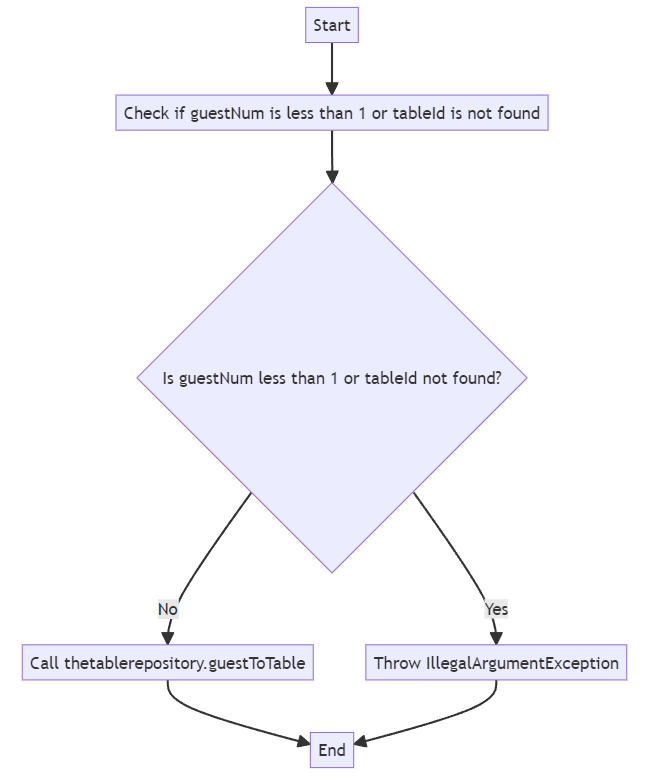 Start
Check if guestNum is less than 1 or tableId is not found
Is guestNum less than 1 or tableId not found?
No
Yes
Call thetablerepository.guestToTable
Throw IllegalArgumentException
End